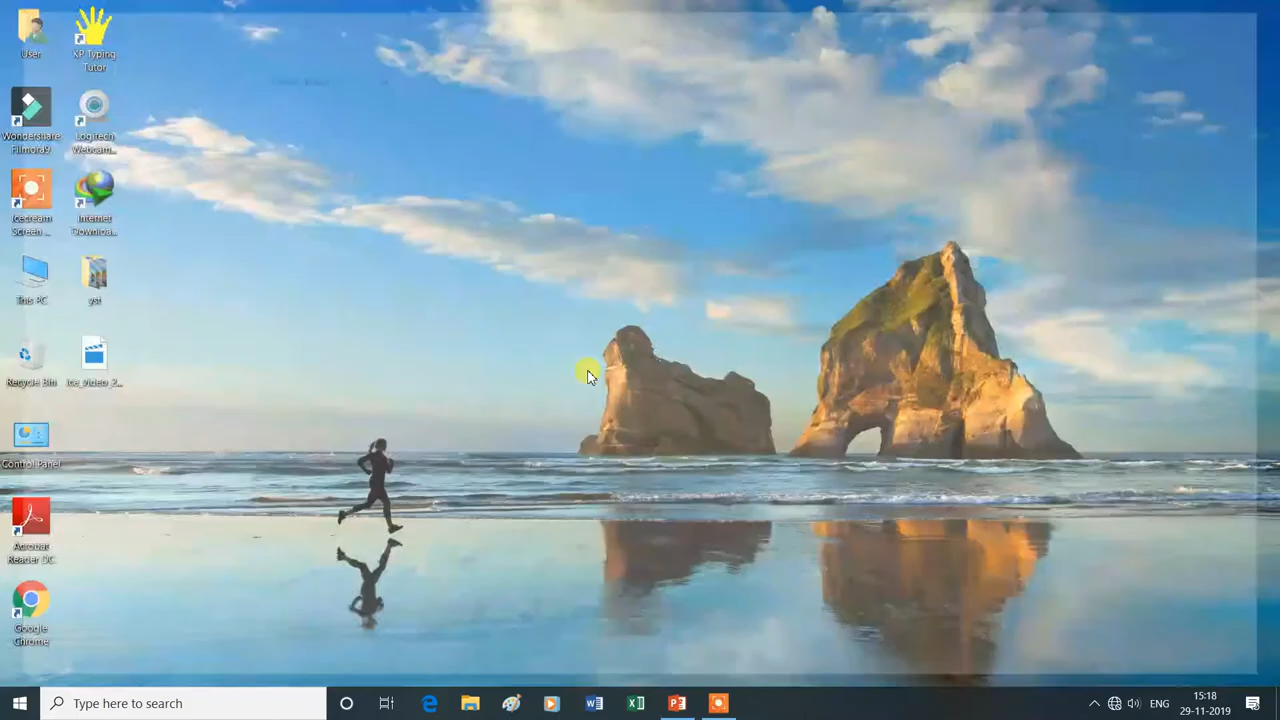 User
XP Typing
Tutor
Wondershare
Filmora9
Logitech
Webcam...
Icecream
Screen ...
Internet
Downloa...
This PC
yst
Recycle Bin
ice_video_2...
Control Panel
Acrobat
Reader DC
Google
Chrome
Type here to search
ENG
15:18
29-11-2019